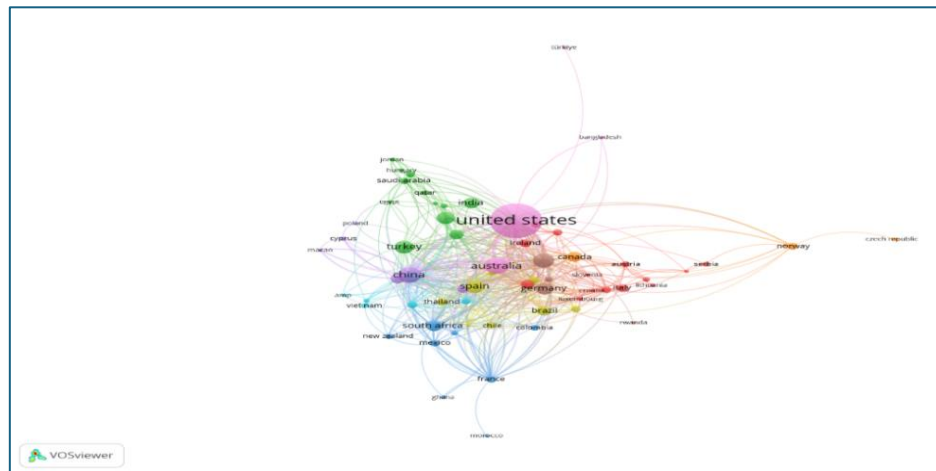 türkiye
bangladesh
jordan
hungary
saudi arabia
qatar
india
united states
poland
cyprus
turkey
ireland
norway
czech republic
macau
canada
australia
austria
serbia
china
slovenia
spain
germany
italy
lithuania
vietnam
thailand
brazil
south africa
chile
colombia
rwanda
new zealand
mexico
france
ghana
morocco
VOSviewer